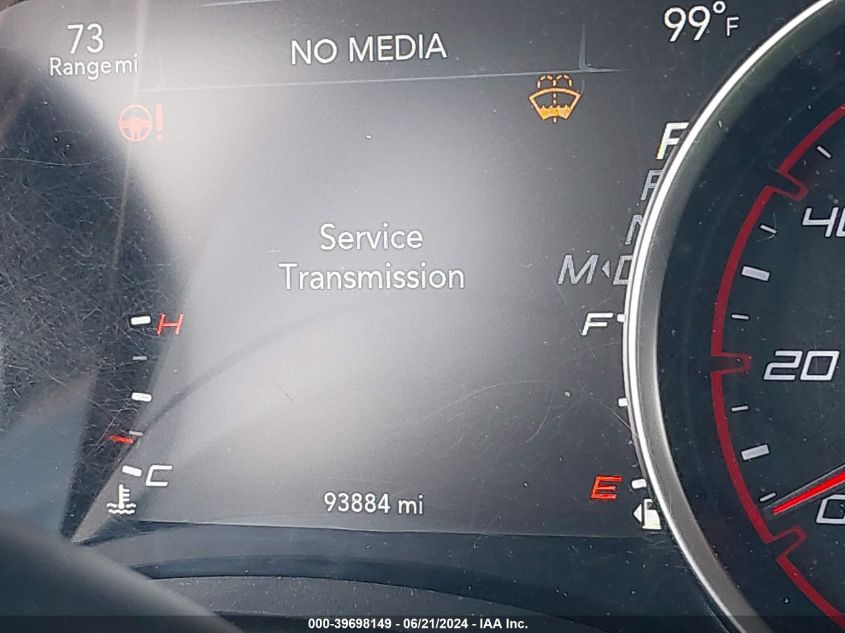 73
Range mi
NO MEDIA
99°F
Service
Transmission
M
H
F
20
C
E
93884 mi
000-39698149 - 06/21/2024 - IAA Inc.